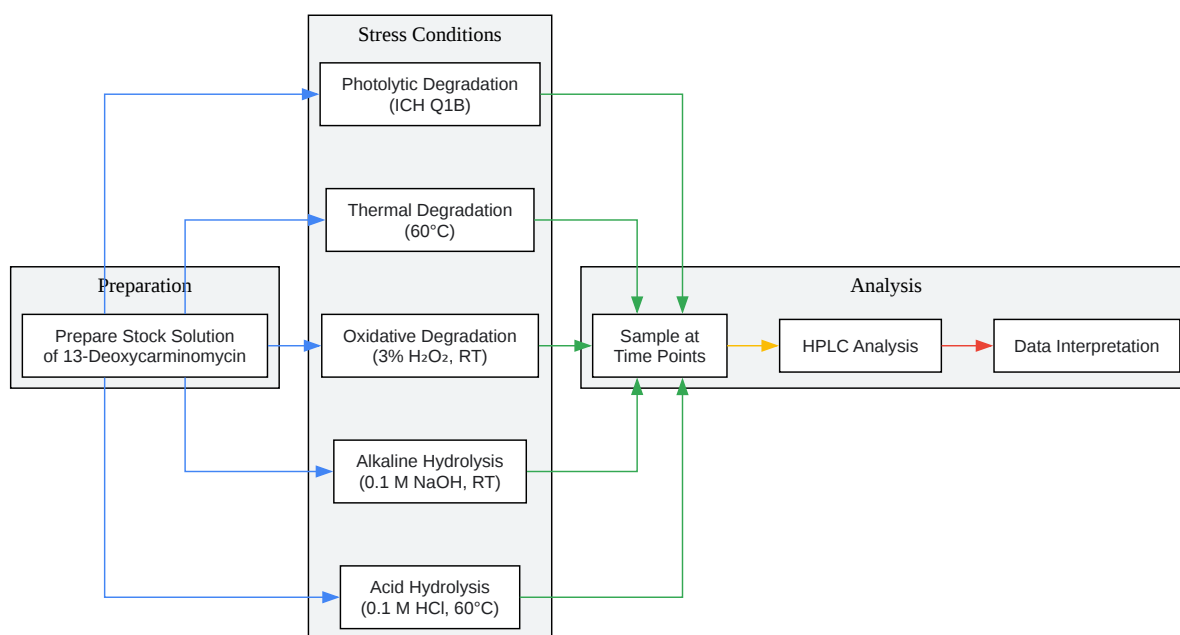 Stress Conditions
Photolytic Degradation
(ICH Q1B)
Thermal Degradation
(60°C)
Preparation
Prepare Stock Solution
of 13-Deoxycarminomycin
Oxidative Degradation
(3% H₂O₂, RT)
Analysis
Sample at
Time Points
HPLC Analysis
Data Interpretation
Alkaline Hydrolysis
(0.1 M NaOH, RT)
Acid Hydrolysis
(0.1 M HCl, 60°C)